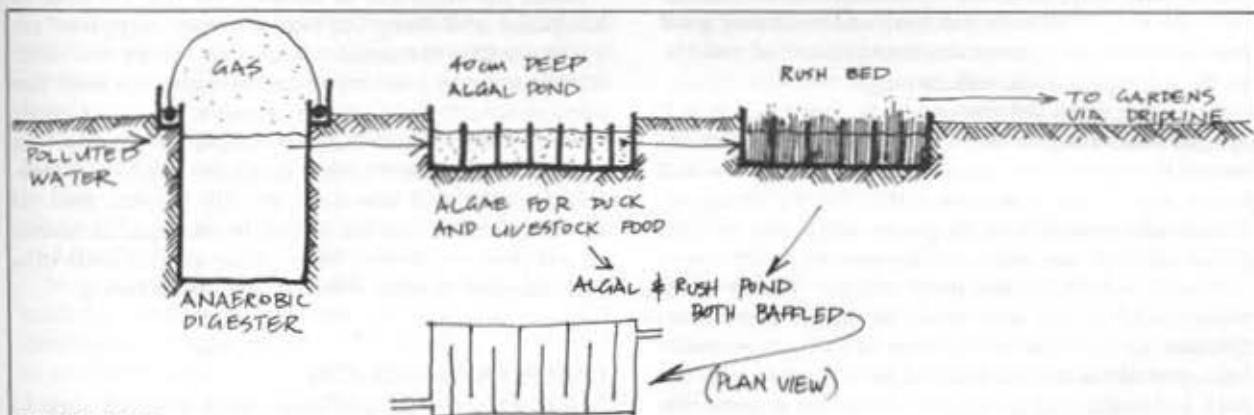 GAS
40cm DEEP
ALGAL POND
RUSH BED
TO GARDENS
VIA DRIPLINE
POLLUTED
WATER
ALGAE FOR DUCK
AND LIVESTOCK FOOD
ANAEROBIC
DIGESTER
ALGAL & RUSH POND
BOTH BAFFLED
(PLAN VIEW)